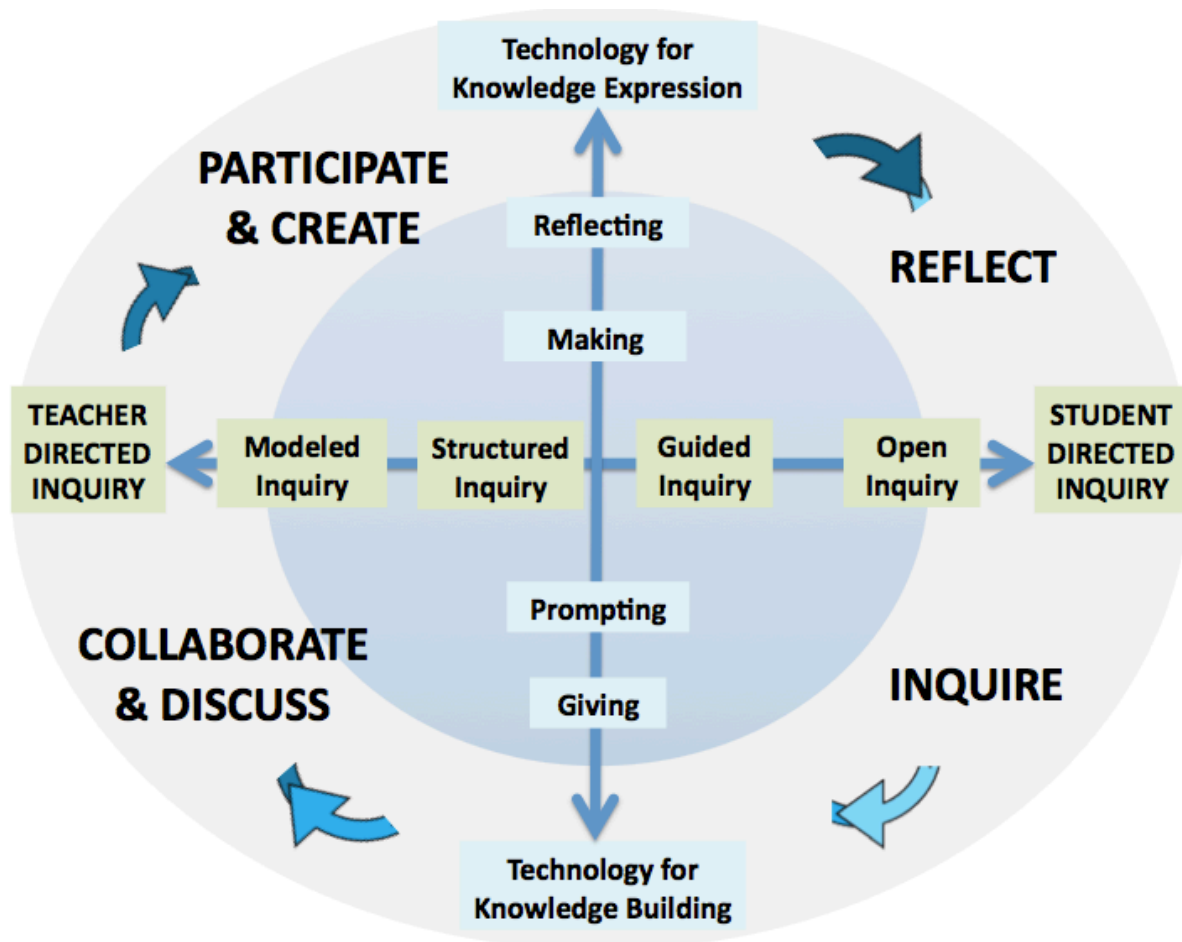 Technology for
Knowledge Expression
PARTICIPATE
& CREATE
Reflecting
REFLECT
Making
TEACHER
DIRECTED
INQUIRY
Modeled
Inquiry
Structured
Inquiry
Guided
Inquiry
Open
Inquiry
STUDENT
DIRECTED
INQUIRY
Prompting
COLLABORATE
& DISCUSS
INQUIRE
Giving
Technology for
Knowledge Building